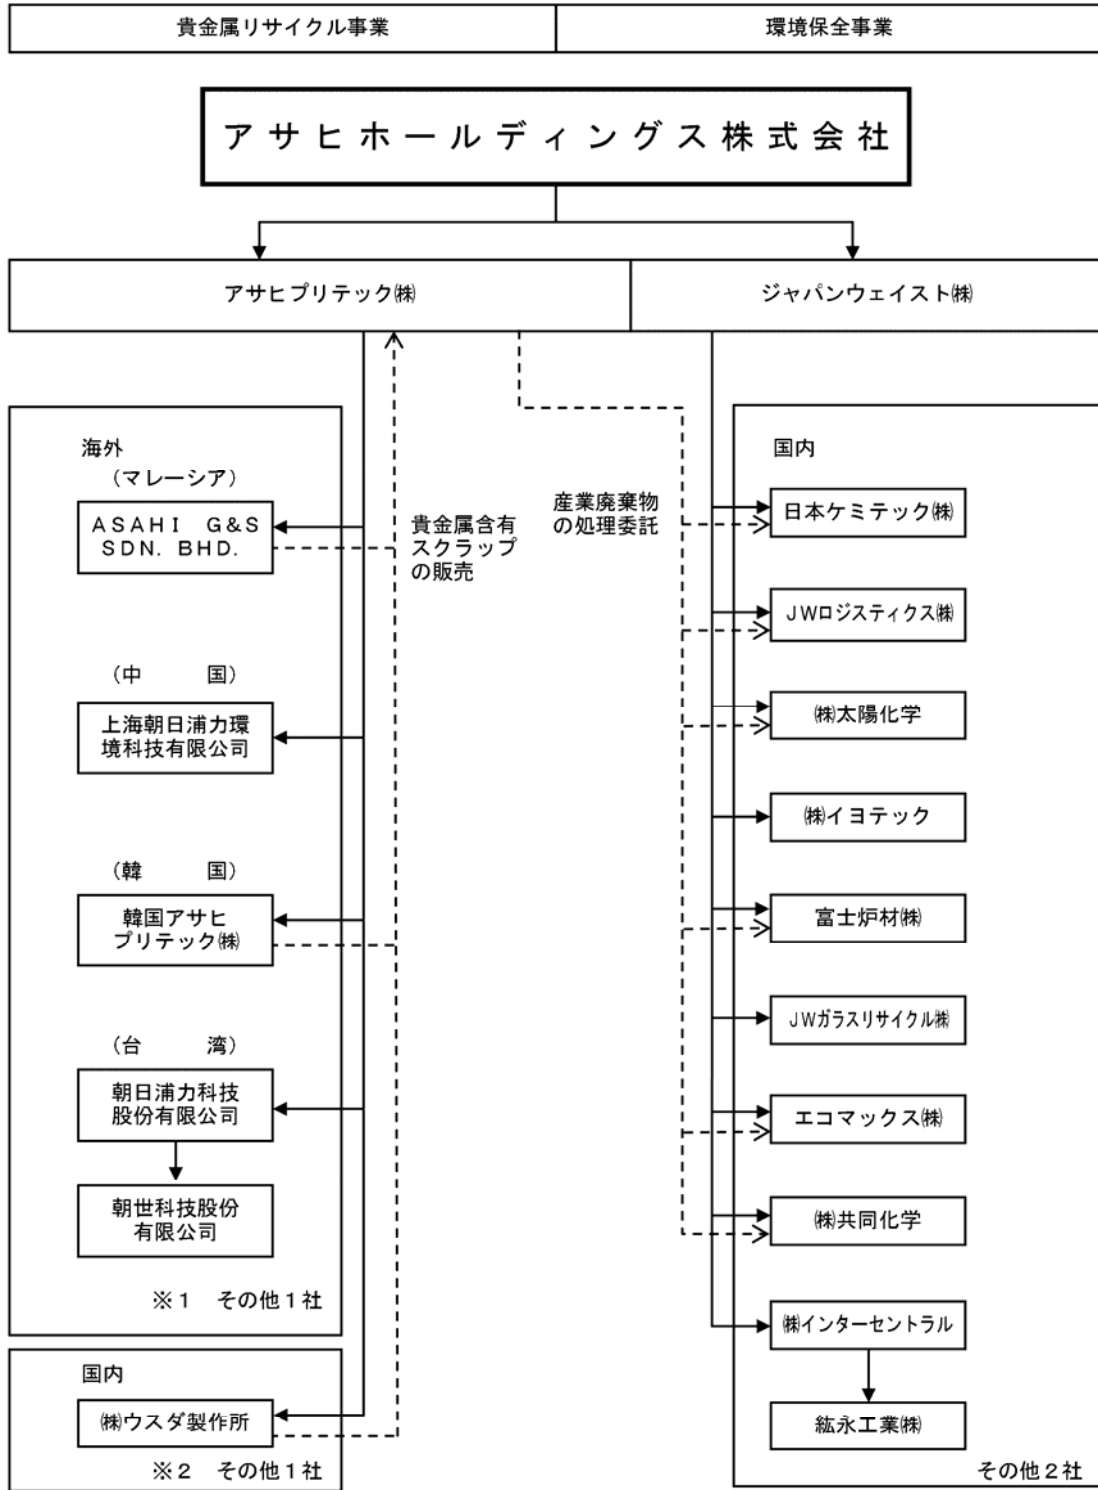 貴金属リサイクル事業
環境保全事業
アサヒホールディングス株式会社
アサヒプリテック㈱
ジャパンウェイスト㈱
海外
（マレーシア）
ＡＳＡＨＩ　Ｇ&Ｓ
ＳＤＮ．ＢＨＤ．
（中　　　国）
上海朝日浦力環
境科技有限公司
（韓　　　国）
韓国アサヒ
プリテック㈱
（台　　　湾）
朝日浦力科技
股份有限公司
朝世科技股份
有限公司
※１　その他１社
国内
㈱ウスダ製作所
※２　その他１社
貴金属含有
スクラップ
の販売
産業廃棄物
の処理委託
国内
日本ケミテック㈱
ＪＷロジスティクス㈱
㈱太陽化学
㈱イヨテック
富士炉材㈱
ＪＷガラスリサイクル㈱
エコマックス㈱
㈱共同化学
㈱インターセントラル
紘永工業㈱
その他２社